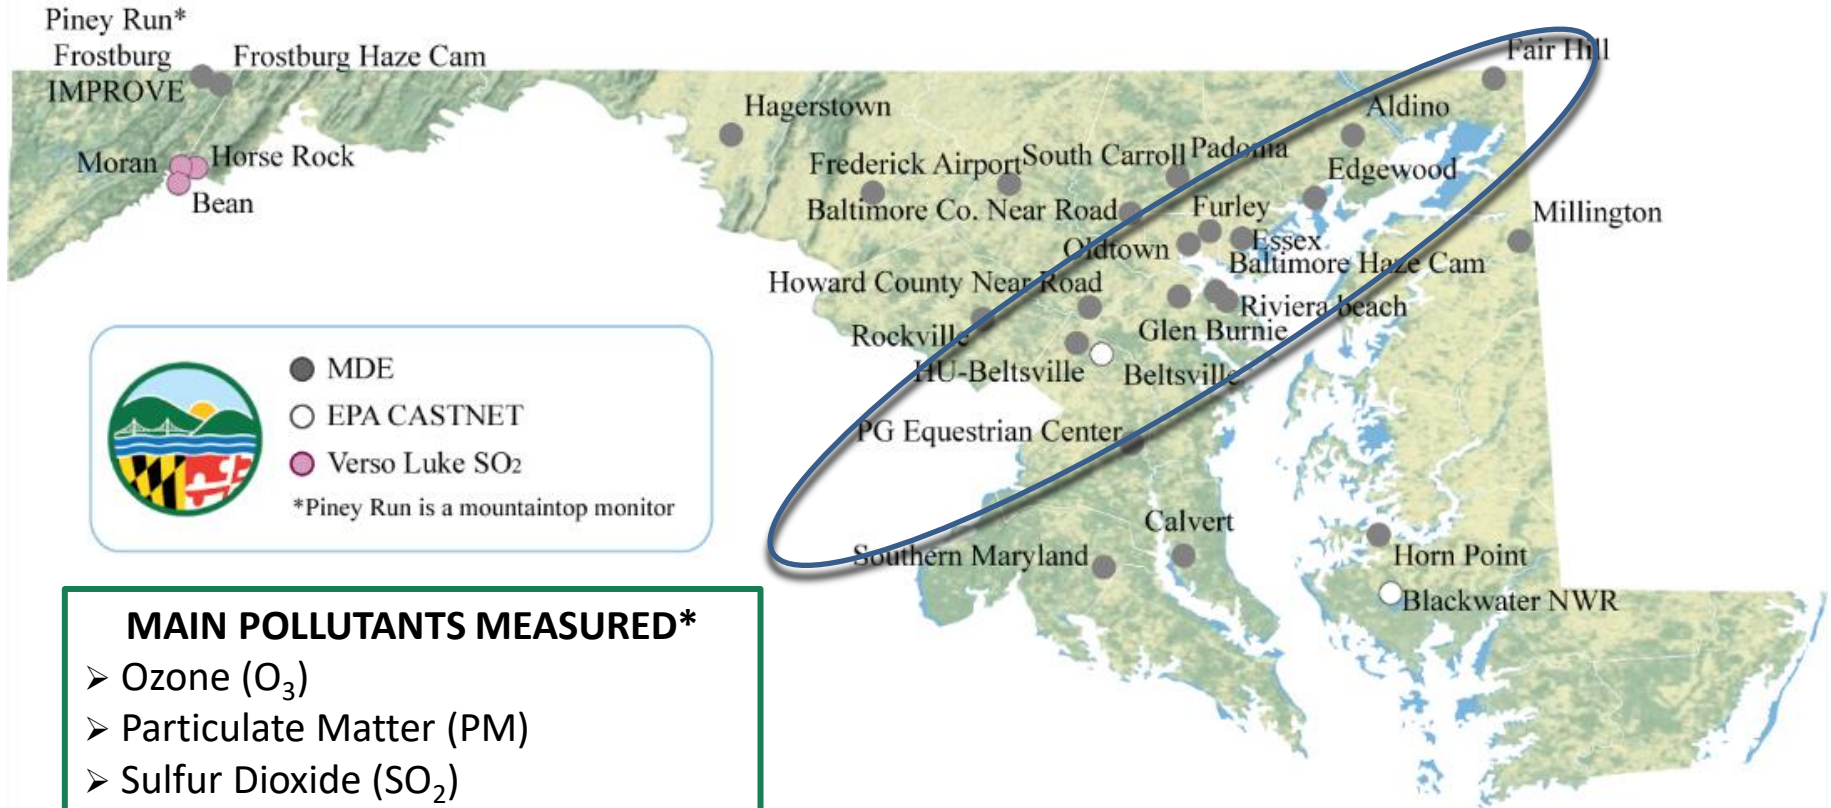 Piney Run*
Frostburg
IMPROVE
Frostburg Haze Cam
Fair Hill
Hagerstown
Aldino
Moran
Horse Rock
Bean
Frederick Airport
South Carroll
Padonia
Edgewood
Baltimore Co. Near Road
Furley
Millington
Oldtown
Essex
Baltimore Haze Cam
Howard County Near Road
Riviera beach
Rockville
Glen Burnie
HU-Beltsville
Beltsville
MDE
EPA CASTNET
Verso Luke SO2
*Piney Run is a mountaintop monitor
PG Equestrian Center
Calvert
Southern Maryland
Horn Point
Blackwater NWR
MAIN POLLUTANTS MEASURED*
➢ Ozone (O₃)
➢ Particulate Matter (PM)
➢ Sulfur Dioxide (SO₂)